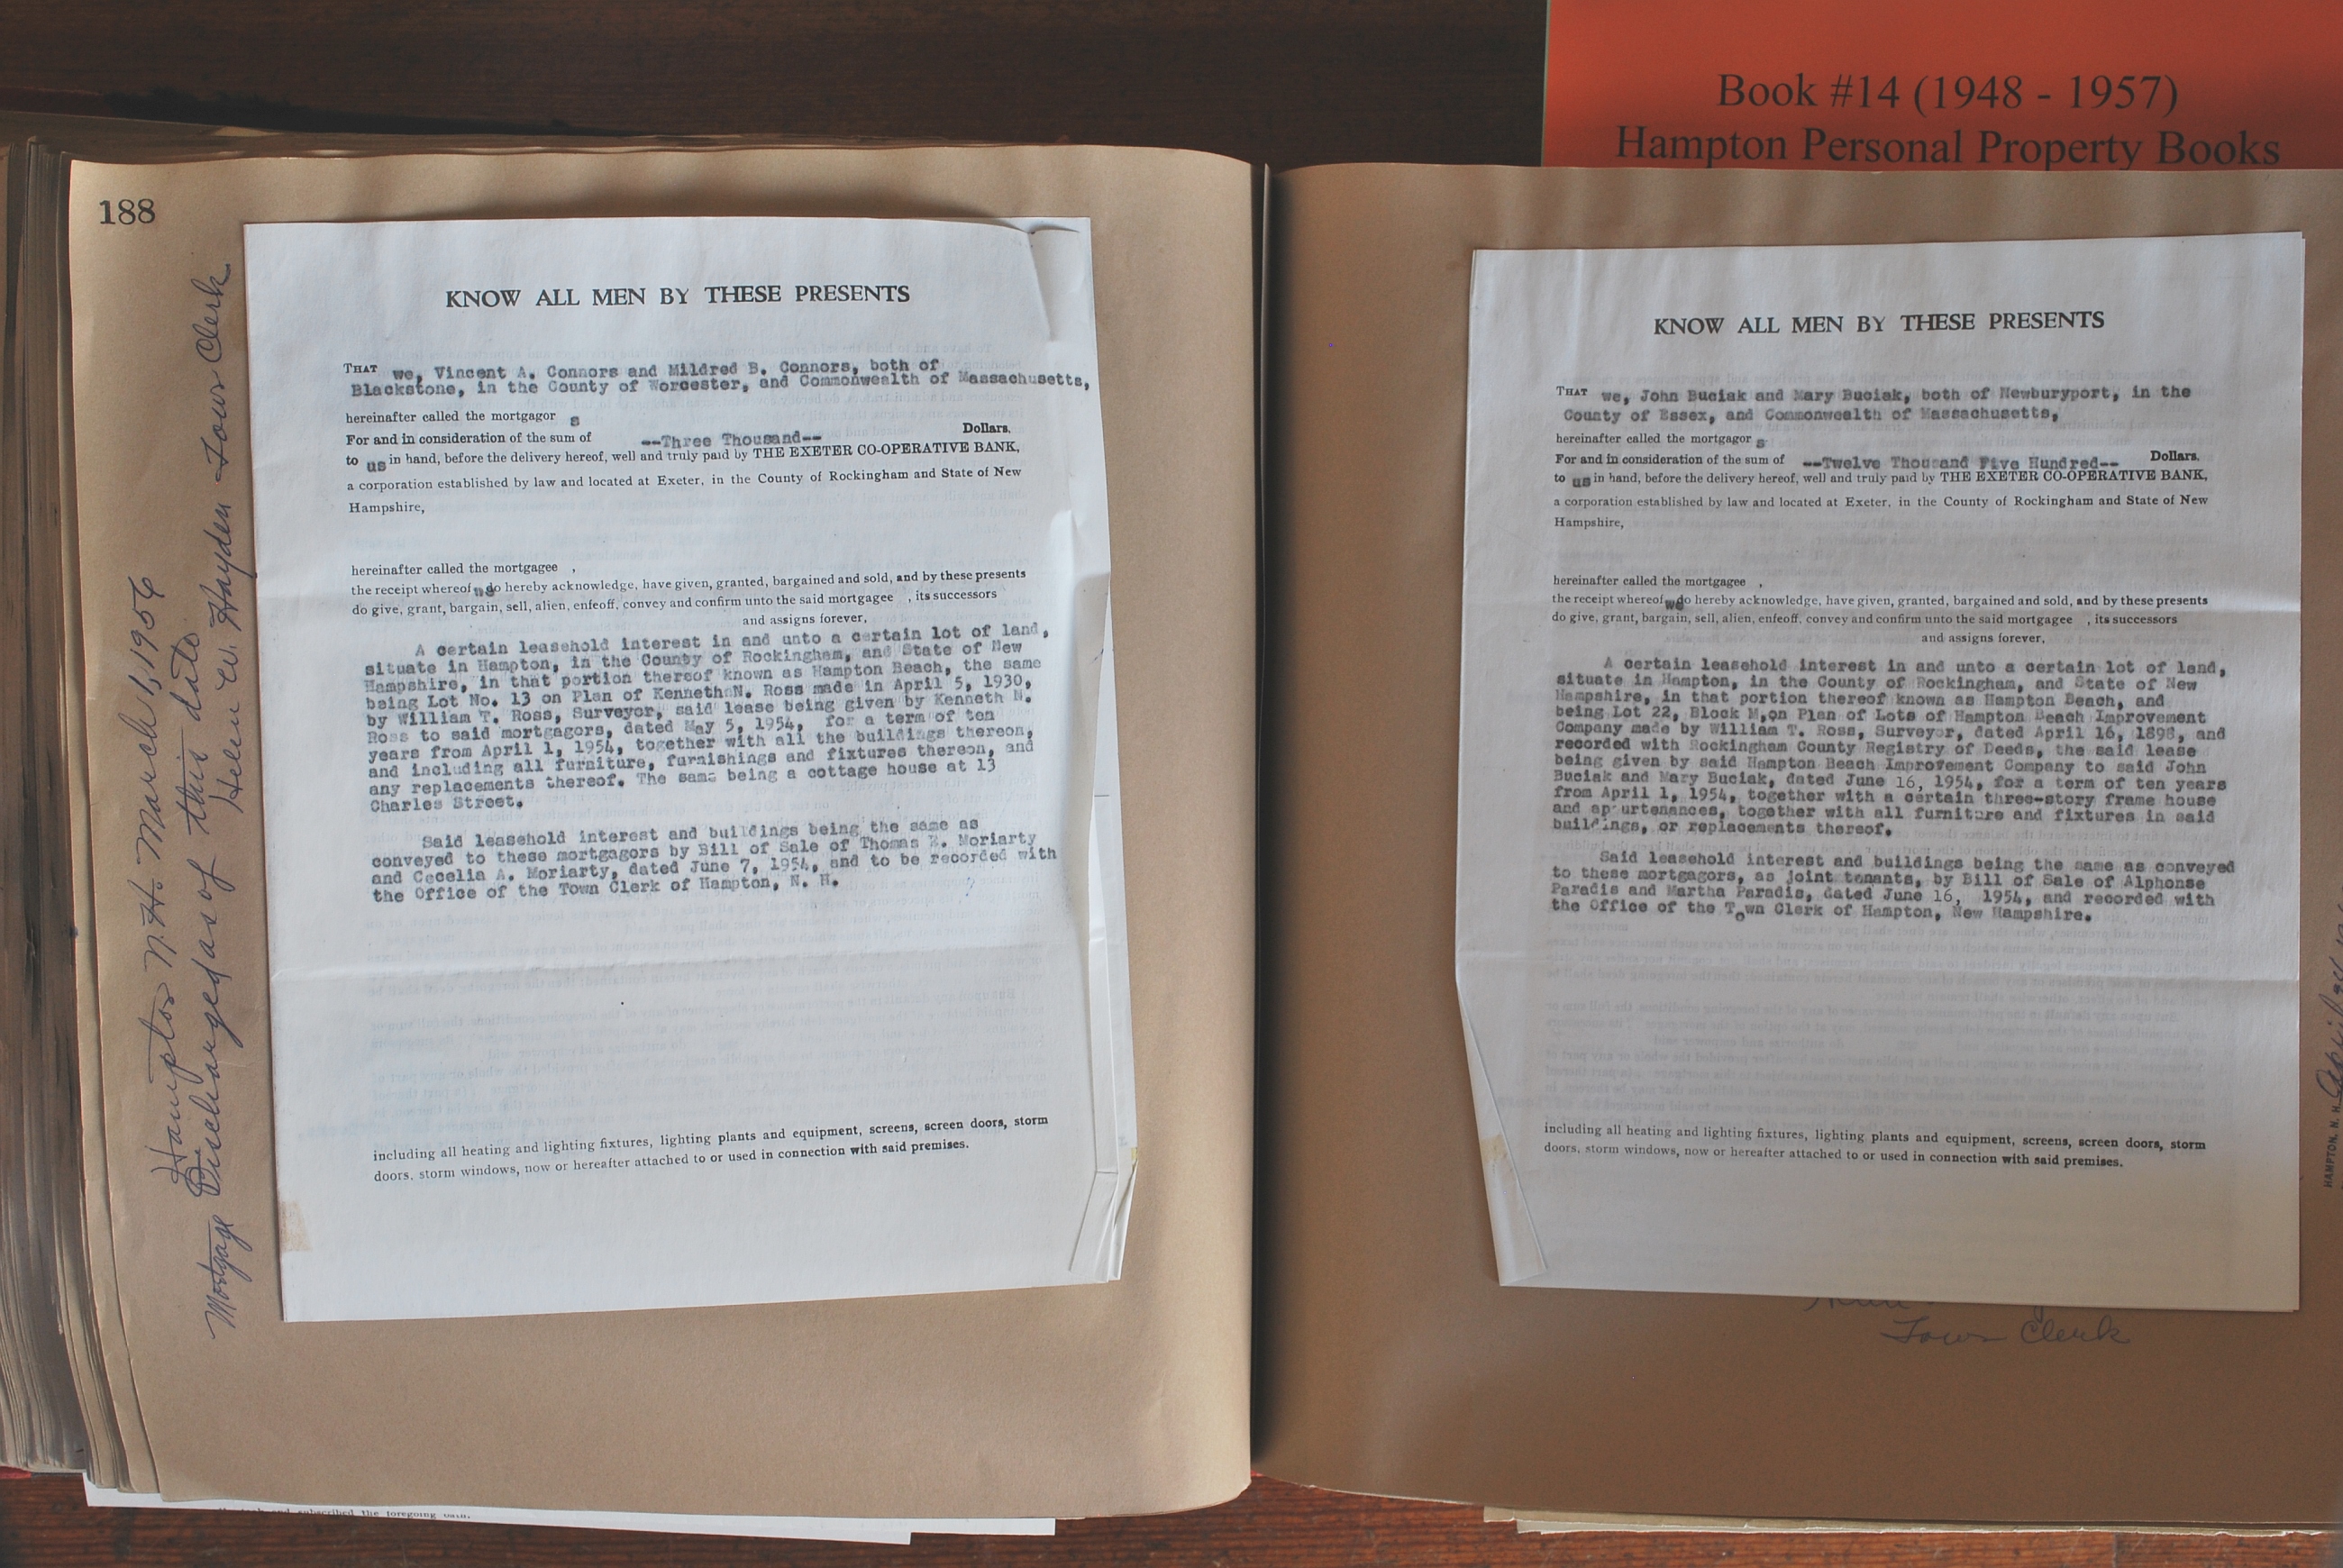 Book #14 (1948 - 1957)
Hampton Personal Property Books
188
Hampton N.H. March 1, 1956
Mortgage Discharged as of this date
Helen W. Hayden Town Clerk
KNOW ALL MEN BY THESE PRESENTS
THAT we, Vincent A. Connors and Mildred B. Connors, both of
Blackstone, in the County of Worcester, and Commonwealth of Massachusetts,
hereinafter called the mortgagor s
For and in consideration of the sum of --Three Thousand-- Dollars,
to us in hand, before the delivery hereof, well and truly paid by THE EXETER CO-OPERATIVE BANK,
a corporation established by law and located at Exeter, in the County of Rockingham and State of New
Hampshire,
hereinafter called the mortgagee ,
the receipt whereof do hereby acknowledge, have given, granted, bargained and sold, and by these presents
do give, grant, bargain, sell, alien, enfeoff, convey and confirm unto the said mortgagee , its successors
and assigns forever,
A certain leasehold interest in and unto a certain lot of land,
situate in Hampton, in the County of Rockingham, and State of New
Hampshire, in that portion thereof known as Hampton Beach, the same
being Lot No. 13 on Plan of KennethN. Ross made in April 5, 1930,
by William T. Ross, Surveyor, said lease being given by Kenneth N.
Ross to said mortgagors, dated May 5, 1954, for a term of ten
years from April 1, 1954, together with all the buildings thereon,
and including all furniture, furnishings and fixtures thereon, and
any replacements thereof. The same being a cottage house at 13
Charles Street.
Said leasehold interest and buildings being the same as
conveyed to these mortgagors by Bill of Sale of Thomas E. Moriarty
and Cecelia A. Moriarty, dated June 7, 1954, and to be recorded with
the Office of the Town Clerk of Hampton, N. H.
including all heating and lighting fixtures, lighting plants and equipment, screens, screen doors, storm
doors, storm windows, now or hereafter attached to or used in connection with said premises.
and subscribed the foregoing oath.
KNOW ALL MEN BY THESE PRESENTS
THAT we, John Buciak and Mary Buciak, both of Newburyport, in the
County of Essex, and Commonwealth of Massachusetts,
hereinafter called the mortgagor s
For and in consideration of the sum of --Twelve Thousand Five Hundred-- Dollars,
to us in hand, before the delivery hereof, well and truly paid by THE EXETER CO-OPERATIVE BANK,
a corporation established by law and located at Exeter, in the County of Rockingham and State of New
Hampshire,
hereinafter called the mortgagee ,
the receipt whereof we do hereby acknowledge, have given, granted, bargained and sold, and by these presents
do give, grant, bargain, sell, alien, enfeoff, convey and confirm unto the said mortgagee , its successors
and assigns forever,
A certain leasehold interest in and unto a certain lot of land,
situate in Hampton, in the County of Rockingham, and State of New
Hampshire, in that portion thereof known as Hampton Beach, and
being Lot 22, Block M,on Plan of Lots of Hampton Beach Improvement
Company made by William T. Ross, Surveyor, dated April 16, 1898, and
recorded with Rockingham County Registry of Deeds, the said lease
being given by said Hampton Beach Improvement Company to said John
Buciak and Mary Buciak, dated June 16, 1954, for a term of ten years
from April 1, 1954, together with a certain three-story frame house
and appurtenances, together with all furniture and fixtures in said
buildings, or replacements thereof.
Said leasehold interest and buildings being the same as conveyed
to these mortgagors, as joint tenants, by Bill of Sale of Alphonse
Paradis and Martha Paradis, dated June 16, 1954, and recorded with
the Office of the Town Clerk of Hampton, New Hampshire.
including all heating and lighting fixtures, lighting plants and equipment, screens, screen doors, storm
doors, storm windows, now or hereafter attached to or used in connection with said premises.
Town Clerk
HAMPTON, N. H.